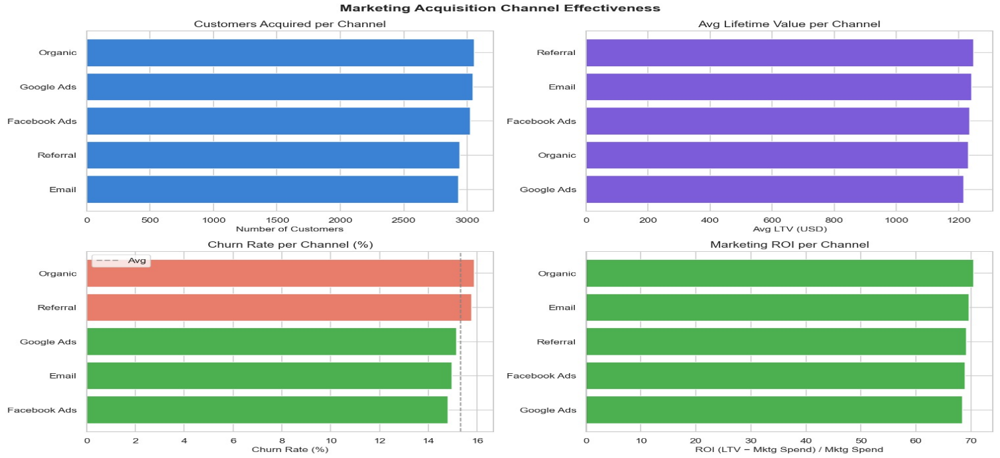 Marketing Acquisition Channel Effectiveness
Customers Acquired per Channel
Organic
Google Ads
Facebook Ads
Referral
Email
0 500 1000 1500 2000 2500 3000
Number of Customers
Avg Lifetime Value per Channel
Referral
Email
Facebook Ads
Organic
Google Ads
0 200 400 600 800 1000 1200
Avg LTV (USD)
Churn Rate per Channel (%)
Avg
Organic
Referral
Google Ads
Email
Facebook Ads
0 2 4 6 8 10 12 14 16
Churn Rate (%)
Marketing ROI per Channel
Organic
Email
Referral
Facebook Ads
Google Ads
0 10 20 30 40 50 60 70
ROI (LTV − Mktg Spend) / Mktg Spend